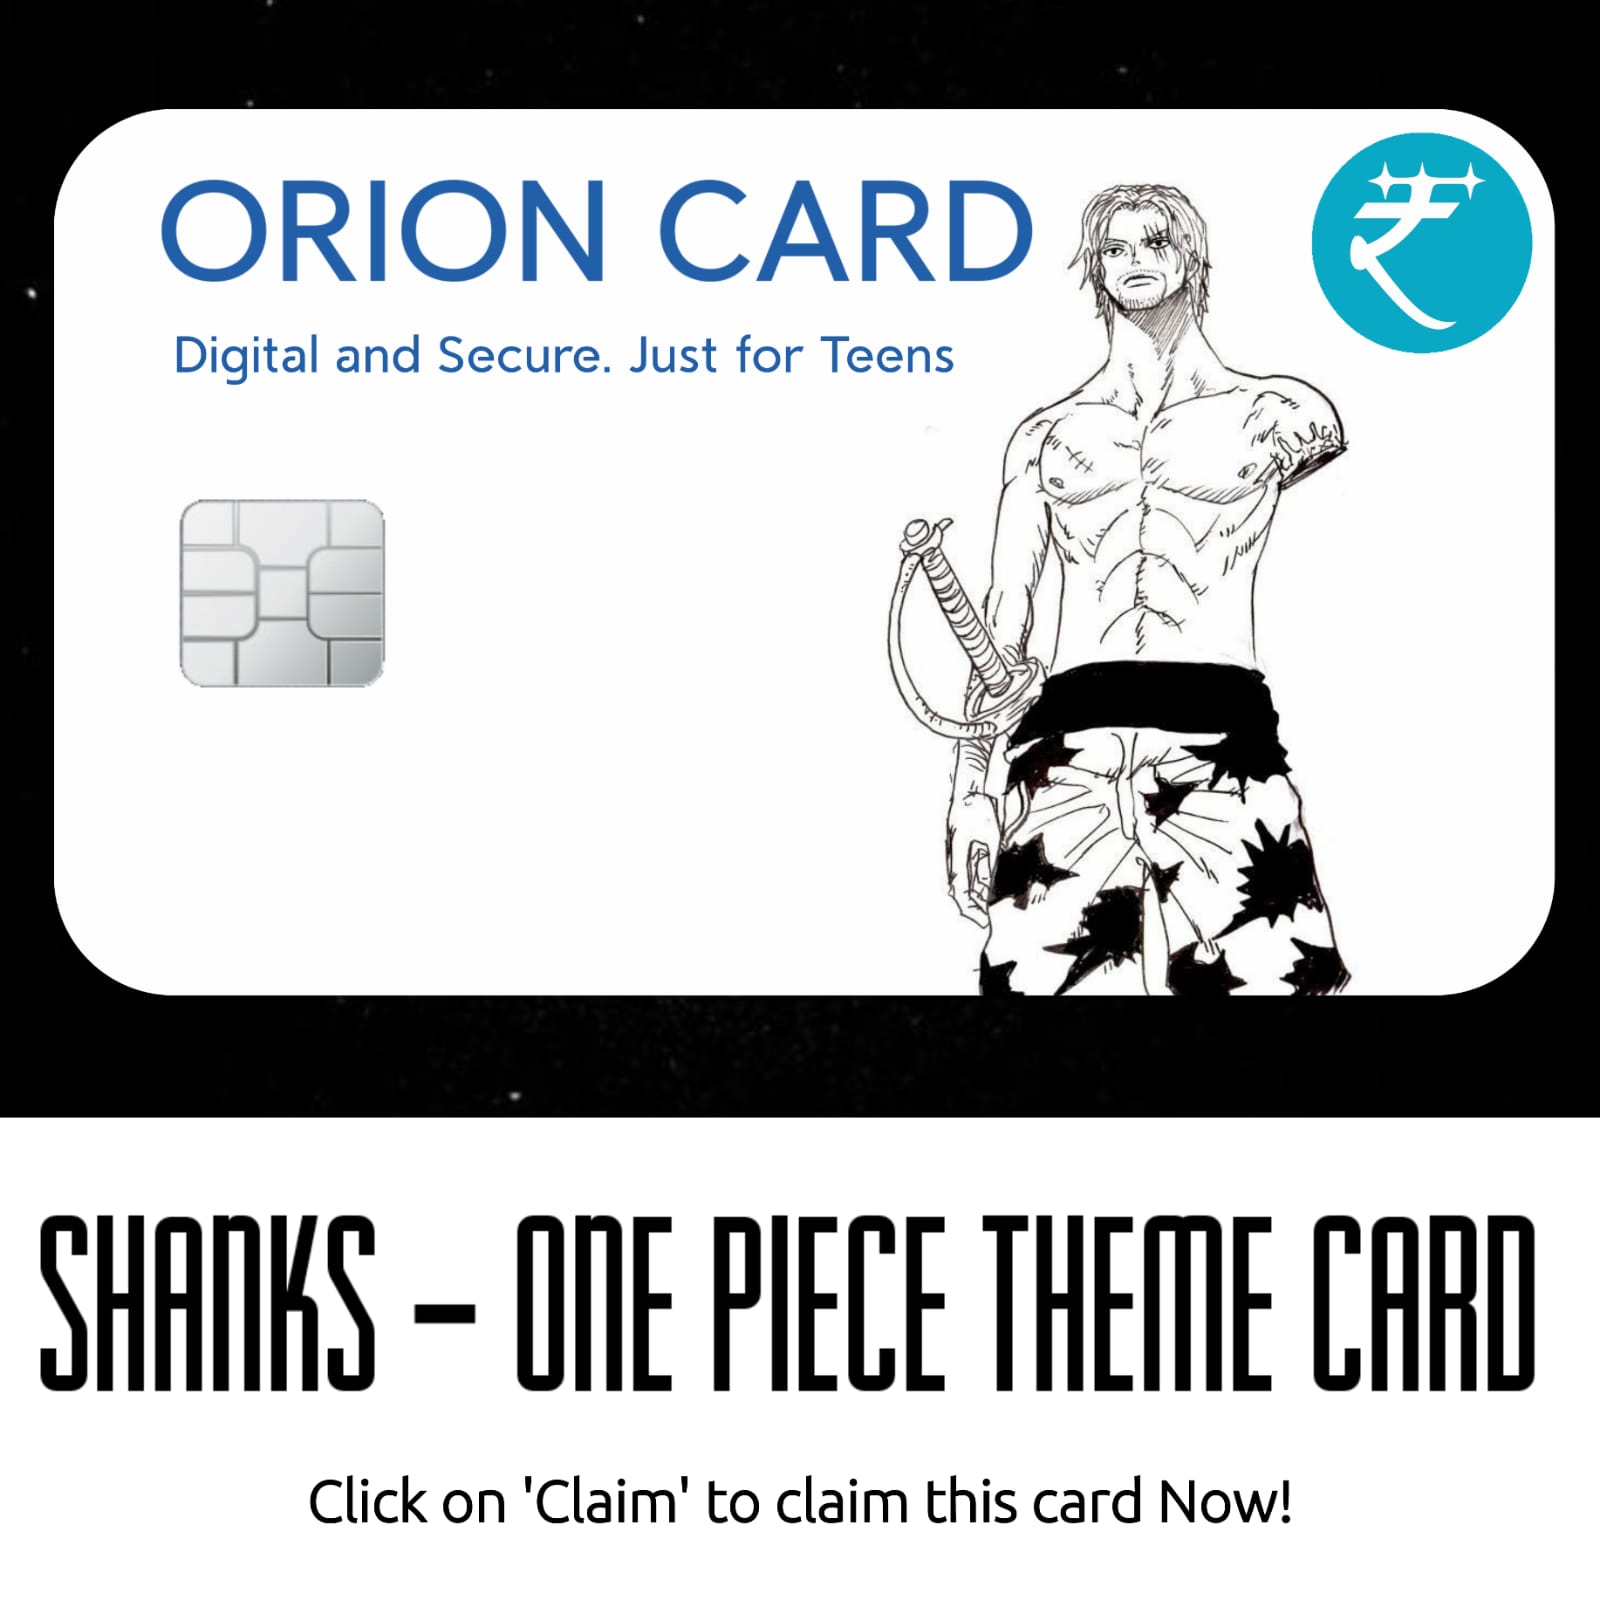 ORION CARD
Digital and Secure. Just for Teens
SHANKS - ONE PIECE THEME CARD
Click on 'Claim' to claim this card Now!